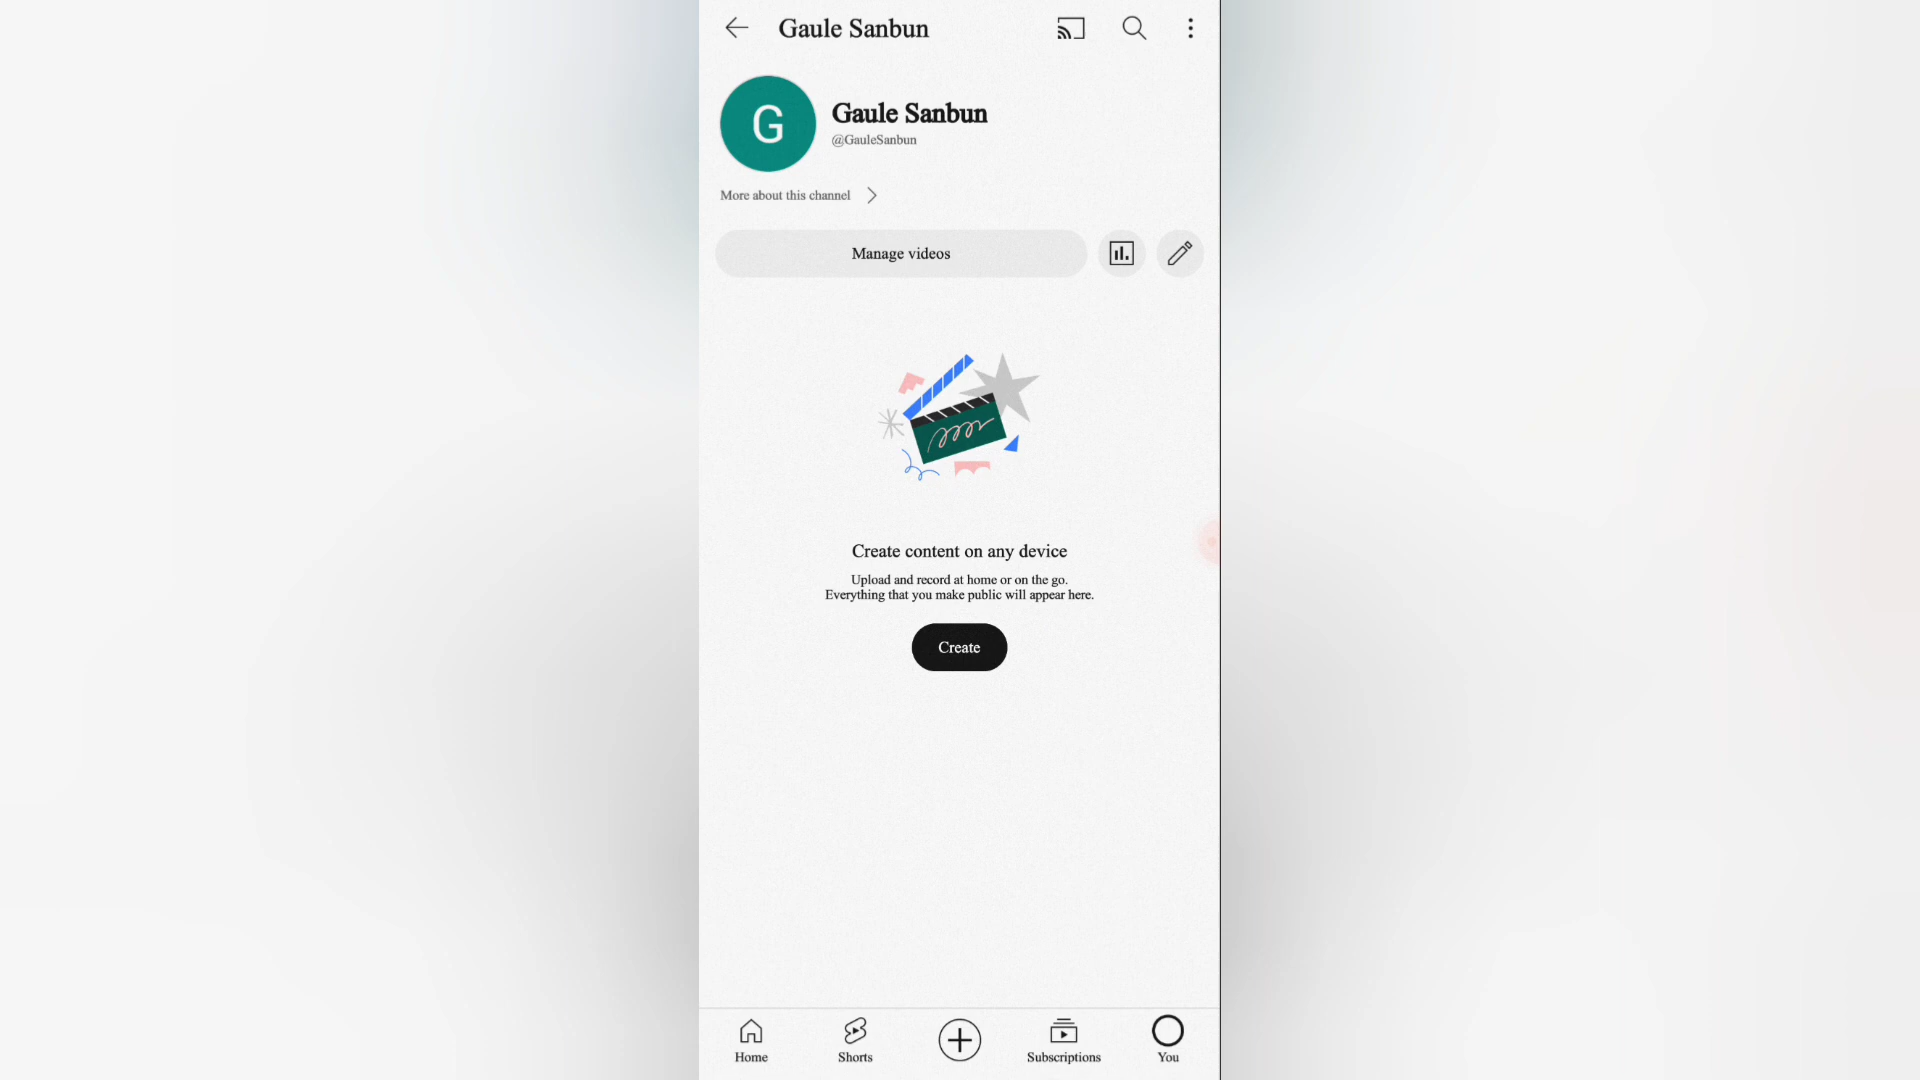 Gaule Sanbun
G
Gaule Sanbun
@GauleSanbun
More about this channel
Manage videos
Create content on any device
Upload and record at home or on the go.
Everything that you make public will appear here.
Create
Home
Shorts
Subscriptions
You